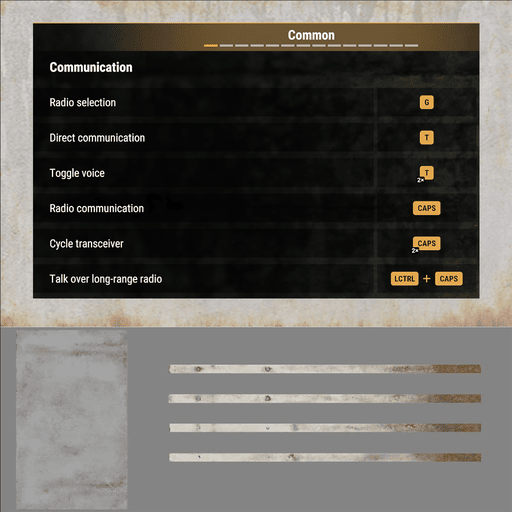 Common
Communication
Radio selection G
Direct communication T
Toggle voice 2× T
Radio communication CAPS
Cycle transceiver 2× CAPS
Talk over long-range radio LCTRL + CAPS